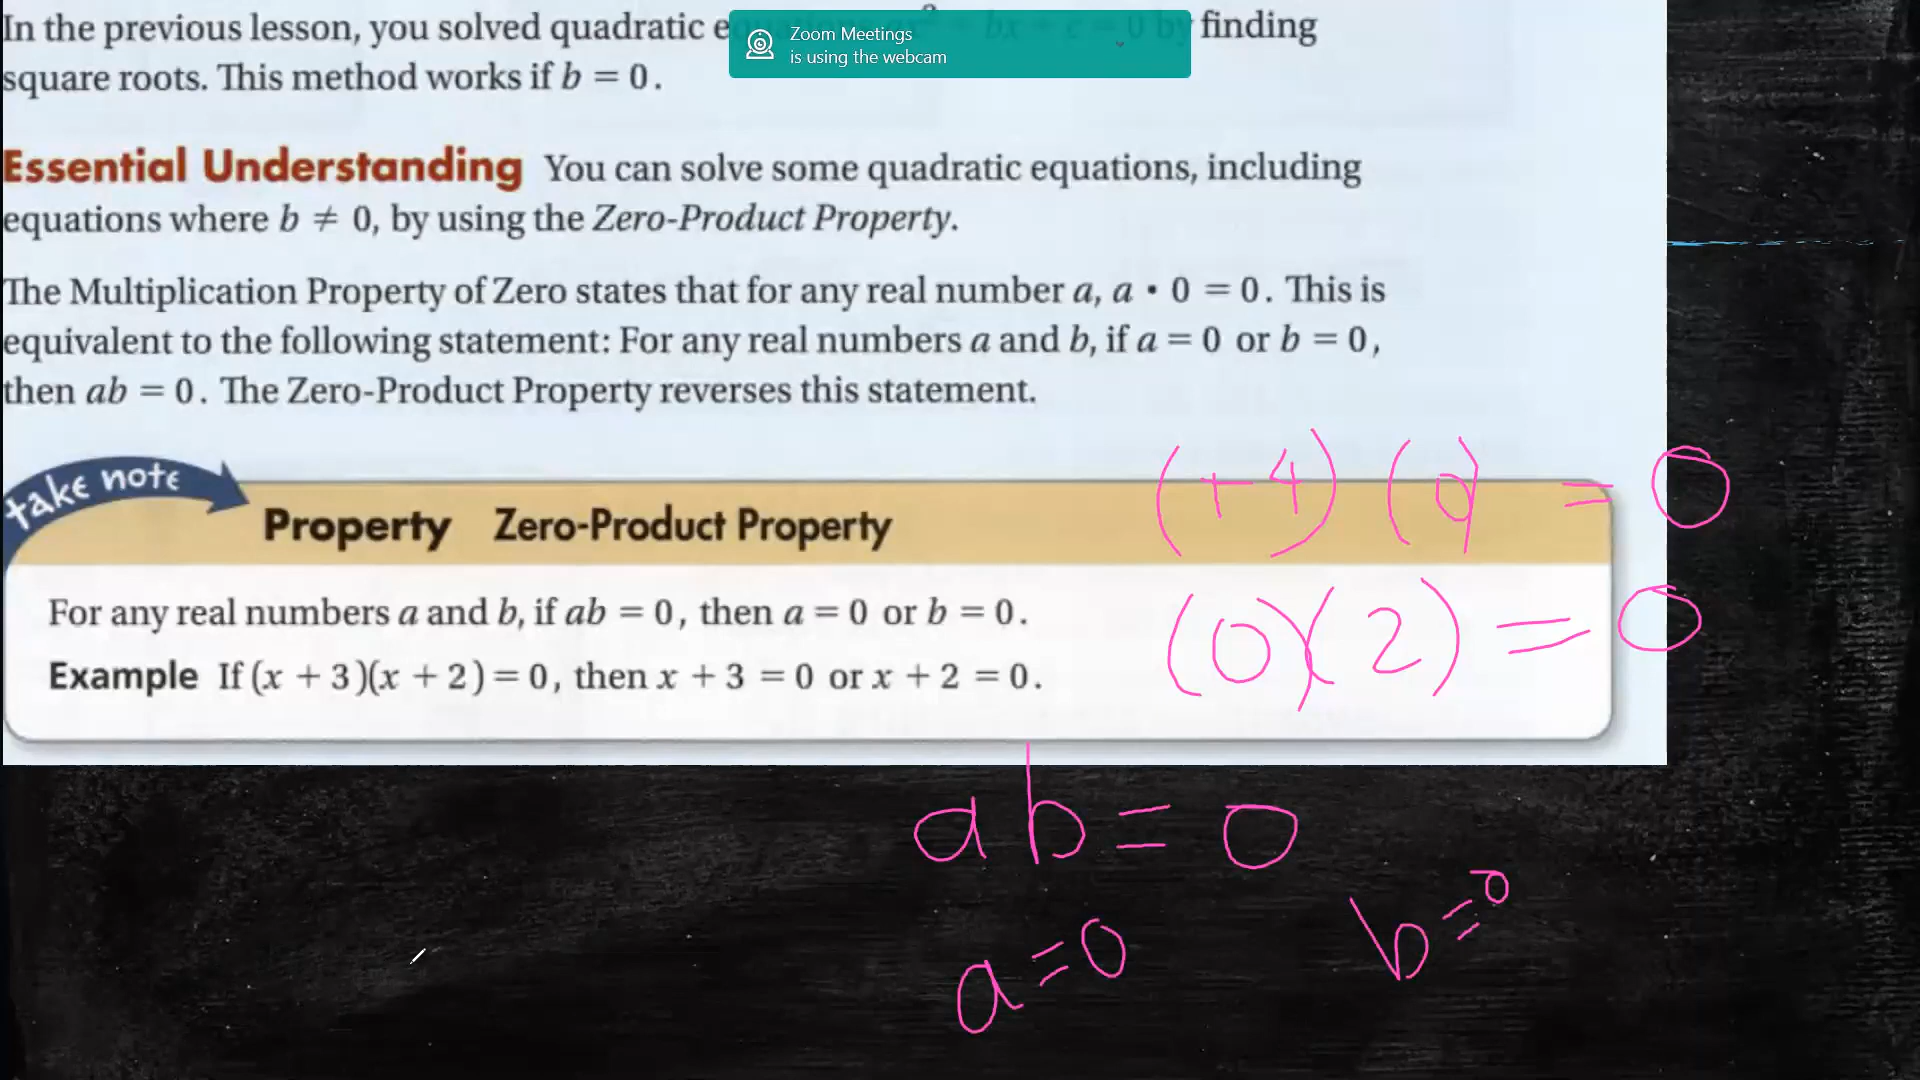 In the previous lesson, you solved quadratic equations ax² + bx + c = 0 by finding
Zoom Meetings
is using the webcam
square roots. This method works if b = 0.
Essential Understanding You can solve some quadratic equations, including
equations where b ≠ 0, by using the Zero-Product Property.
The Multiplication Property of Zero states that for any real number a, a • 0 = 0. This is
equivalent to the following statement: For any real numbers a and b, if a = 0 or b = 0,
then ab = 0. The Zero-Product Property reverses this statement.
take note
Property Zero-Product Property
(+4)(0) = 0
For any real numbers a and b, if ab = 0, then a = 0 or b = 0.
(0)(2) = 0
Example If (x + 3)(x + 2) = 0, then x + 3 = 0 or x + 2 = 0.
ab = 0
a = 0
b = 0